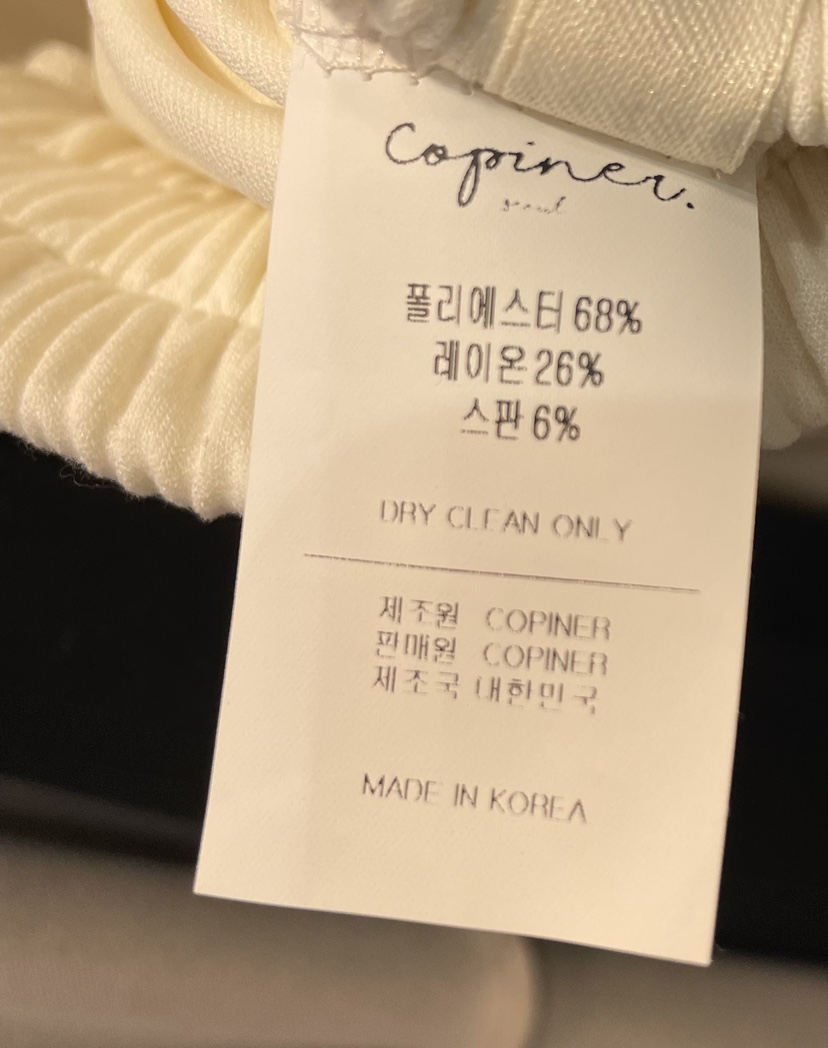 Copiner.
seoul
폴리에스터 68%
레이온 26%
스판 6%
DRY CLEAN ONLY
제조원 COPINER
판매원 COPINER
제조국 대한민국
MADE IN KOREA